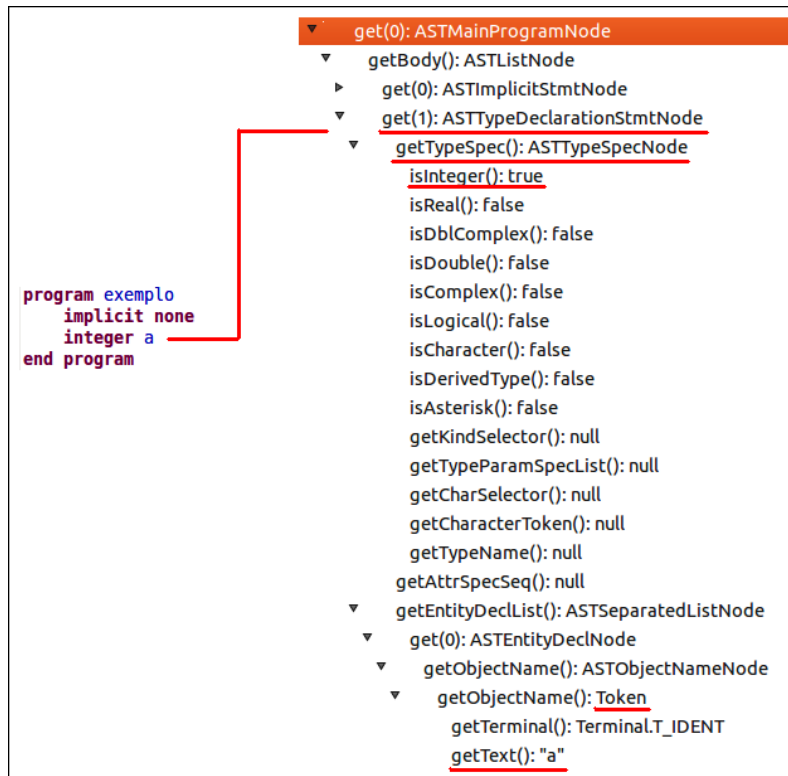 get(0): ASTMainProgramNode
getBody(): ASTListNode
get(0): ASTImplicitStmtNode
get(1): ASTTypeDeclarationStmtNode
getTypeSpec(): ASTTypeSpecNode
isInteger(): true
isReal(): false
isDblComplex(): false
isDouble(): false
isComplex(): false
isLogical(): false
isCharacter(): false
isDerivedType(): false
isAsterisk(): false
getKindSelector(): null
getTypeParamSpecList(): null
getCharSelector(): null
getCharacterToken(): null
getTypeName(): null
getAttrSpecSeq(): null
getEntityDeclList(): ASTSeparatedListNode
get(0): ASTEntityDeclNode
getObjectName(): ASTObjectNameNode
getObjectName(): Token
getTerminal(): Terminal.T_IDENT
getText(): "a"
program exemplo
implicit none
integer a
end program